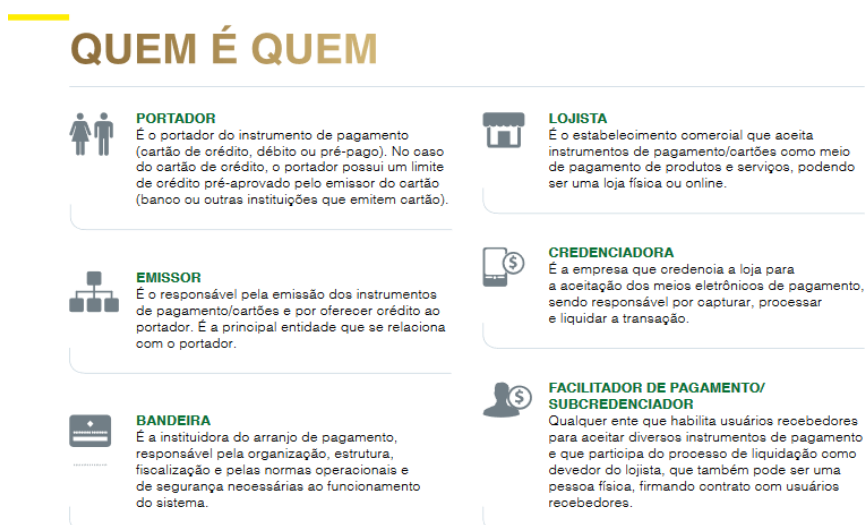 QUEM É QUEM
PORTADOR
É o portador do instrumento de pagamento
(cartão de crédito, débito ou pré-pago). No caso
do cartão de crédito, o portador possui um limite
de crédito pré-aprovado pelo emissor do cartão
(banco ou outras instituições que emitem cartão).
EMISSOR
É o responsável pela emissão dos instrumentos
de pagamento/cartões e por oferecer crédito ao
portador. É a principal entidade que se relaciona
com o portador.
BANDEIRA
É a instituidora do arranjo de pagamento,
responsável pela organização, estrutura,
fiscalização e pelas normas operacionais e
de segurança necessárias ao funcionamento
do sistema.
LOJISTA
É o estabelecimento comercial que aceita
instrumentos de pagamento/cartões como meio
de pagamento de produtos e serviços, podendo
ser uma loja física ou online.
CREDENCIADORA
É a empresa que credencia a loja para
a aceitação dos meios eletrônicos de pagamento,
sendo responsável por capturar, processar
e liquidar a transação.
FACILITADOR DE PAGAMENTO/
SUBCREDENCIADOR
Qualquer ente que habilita usuários recebedores
para aceitar diversos instrumentos de pagamento
e que participa do processo de liquidação como
devedor do lojista, que também pode ser uma
pessoa física, firmando contrato com usuários
recebedores.